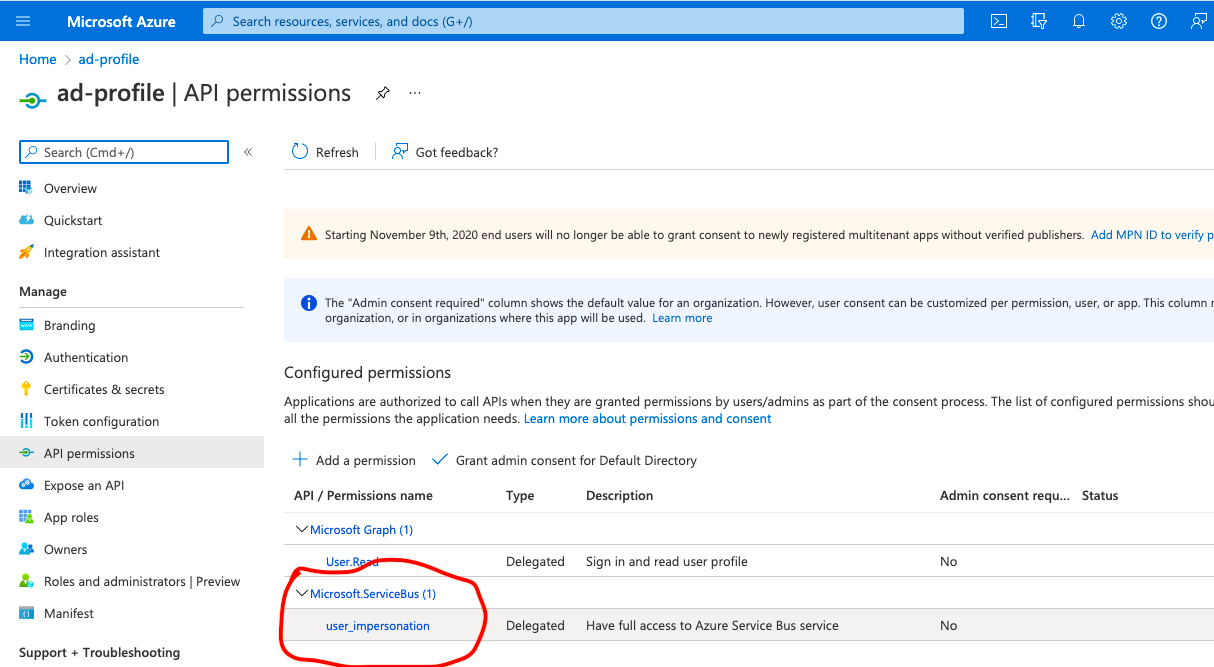 Microsoft Azure
Search resources, services, and docs (G+/)
Home > ad-profile
ad-profile | API permissions ...
Search (Cmd+/) «
Refresh
Got feedback?
Overview
Quickstart
Integration assistant
Manage
Branding
Authentication
Certificates & secrets
Token configuration
API permissions
Expose an API
App roles
Owners
Roles and administrators | Preview
Manifest
Support + Troubleshooting
Starting November 9th, 2020 end users will no longer be able to grant consent to newly registered multitenant apps without verified publishers. Add MPN ID to verify p
The "Admin consent required" column shows the default value for an organization. However, user consent can be customized per permission, user, or app. This column
organization, or in organizations where this app will be used. Learn more
Configured permissions
Applications are authorized to call APIs when they are granted permissions by users/admins as part of the consent process. The list of configured permissions shou
all the permissions the application needs. Learn more about permissions and consent
+ Add a permission ✓ Grant admin consent for Default Directory
API / Permissions name Type Description Admin consent requ... Status
Microsoft Graph (1)
User.Read Delegated Sign in and read user profile No
Microsoft.ServiceBus (1)
user_impersonation Delegated Have full access to Azure Service Bus service No